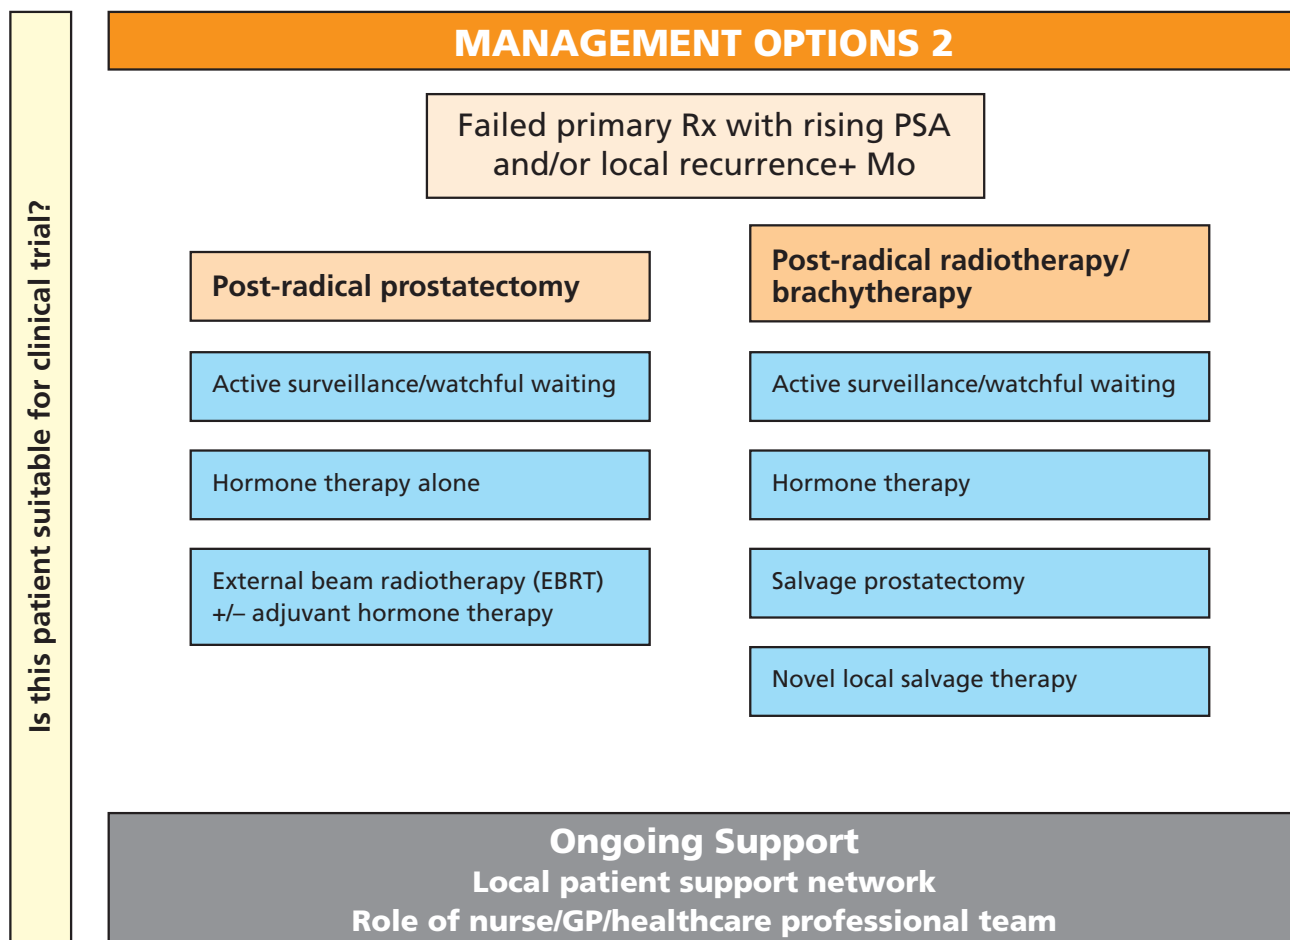 Is this patient suitable for clinical trial?
MANAGEMENT OPTIONS 2
Failed primary Rx with rising PSA
and/or local recurrence+ Mo
Post-radical prostatectomy
Active surveillance/watchful waiting
Hormone therapy alone
External beam radiotherapy (EBRT)
+/– adjuvant hormone therapy
Post-radical radiotherapy/
brachytherapy
Active surveillance/watchful waiting
Hormone therapy
Salvage prostatectomy
Novel local salvage therapy
Ongoing Support
Local patient support network
Role of nurse/GP/healthcare professional team